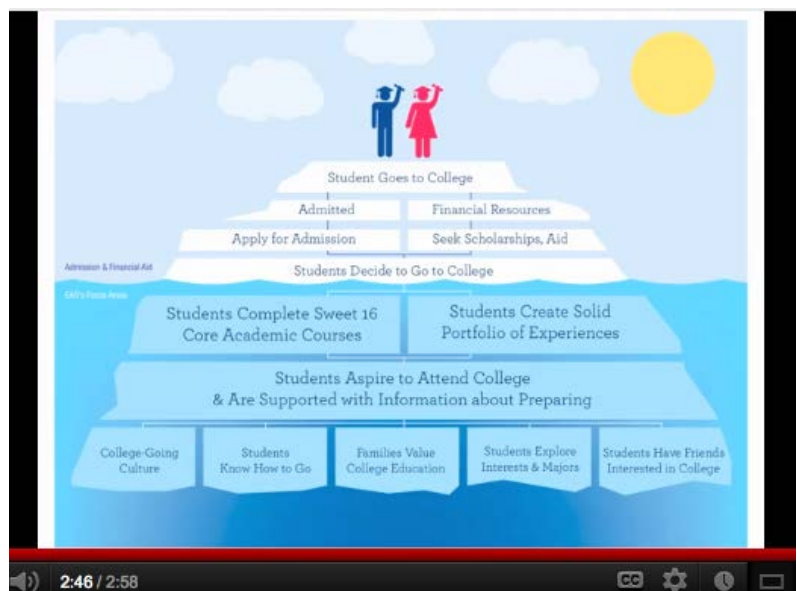 Student Goes to College
Admitted
Financial Resources
Apply for Admission
Seek Scholarships, Aid
Admission & Financial Aid
Students Decide to Go to College
EAP's Focus Areas
Students Complete Sweet 16
Core Academic Courses
Students Create Solid
Portfolio of Experiences
Students Aspire to Attend College
& Are Supported with Information about Preparing
College-Going
Culture
Students
Know How to Go
Families Value
College Education
Students Explore
Interests & Majors
Students Have Friends
Interested in College
2:46 / 2:58
CC